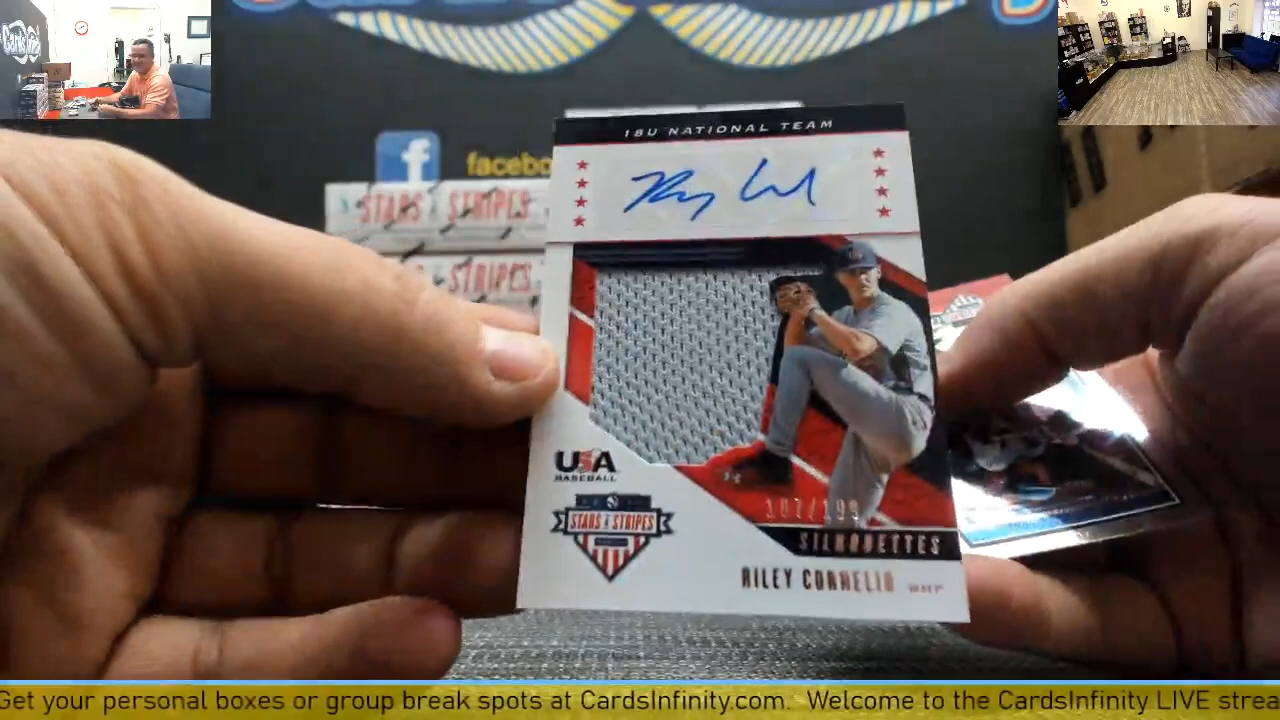 18U NATIONAL TEAM
facebo
STARS & STRIPES
STRIPES
USA
BASEBALL
STARS & STRIPES
SILHOUETTES
RILEY CORNELIO RHP
Get your personal boxes or group break spots at CardsInfinity.com. Welcome to the CardsInfinity LIVE strea